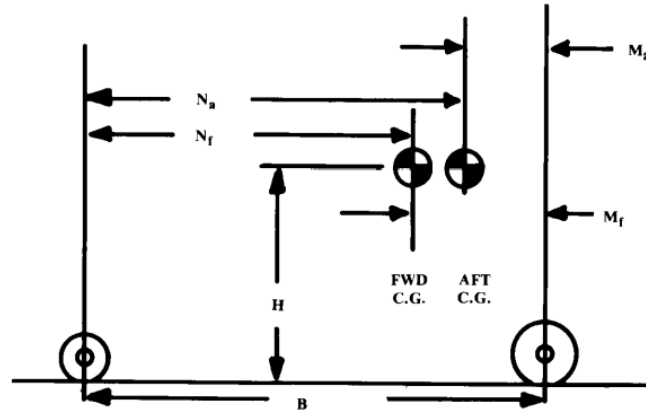 Mₐ
Nₐ
N_f
M_f
FWD AFT
C.G. C.G.
H
B